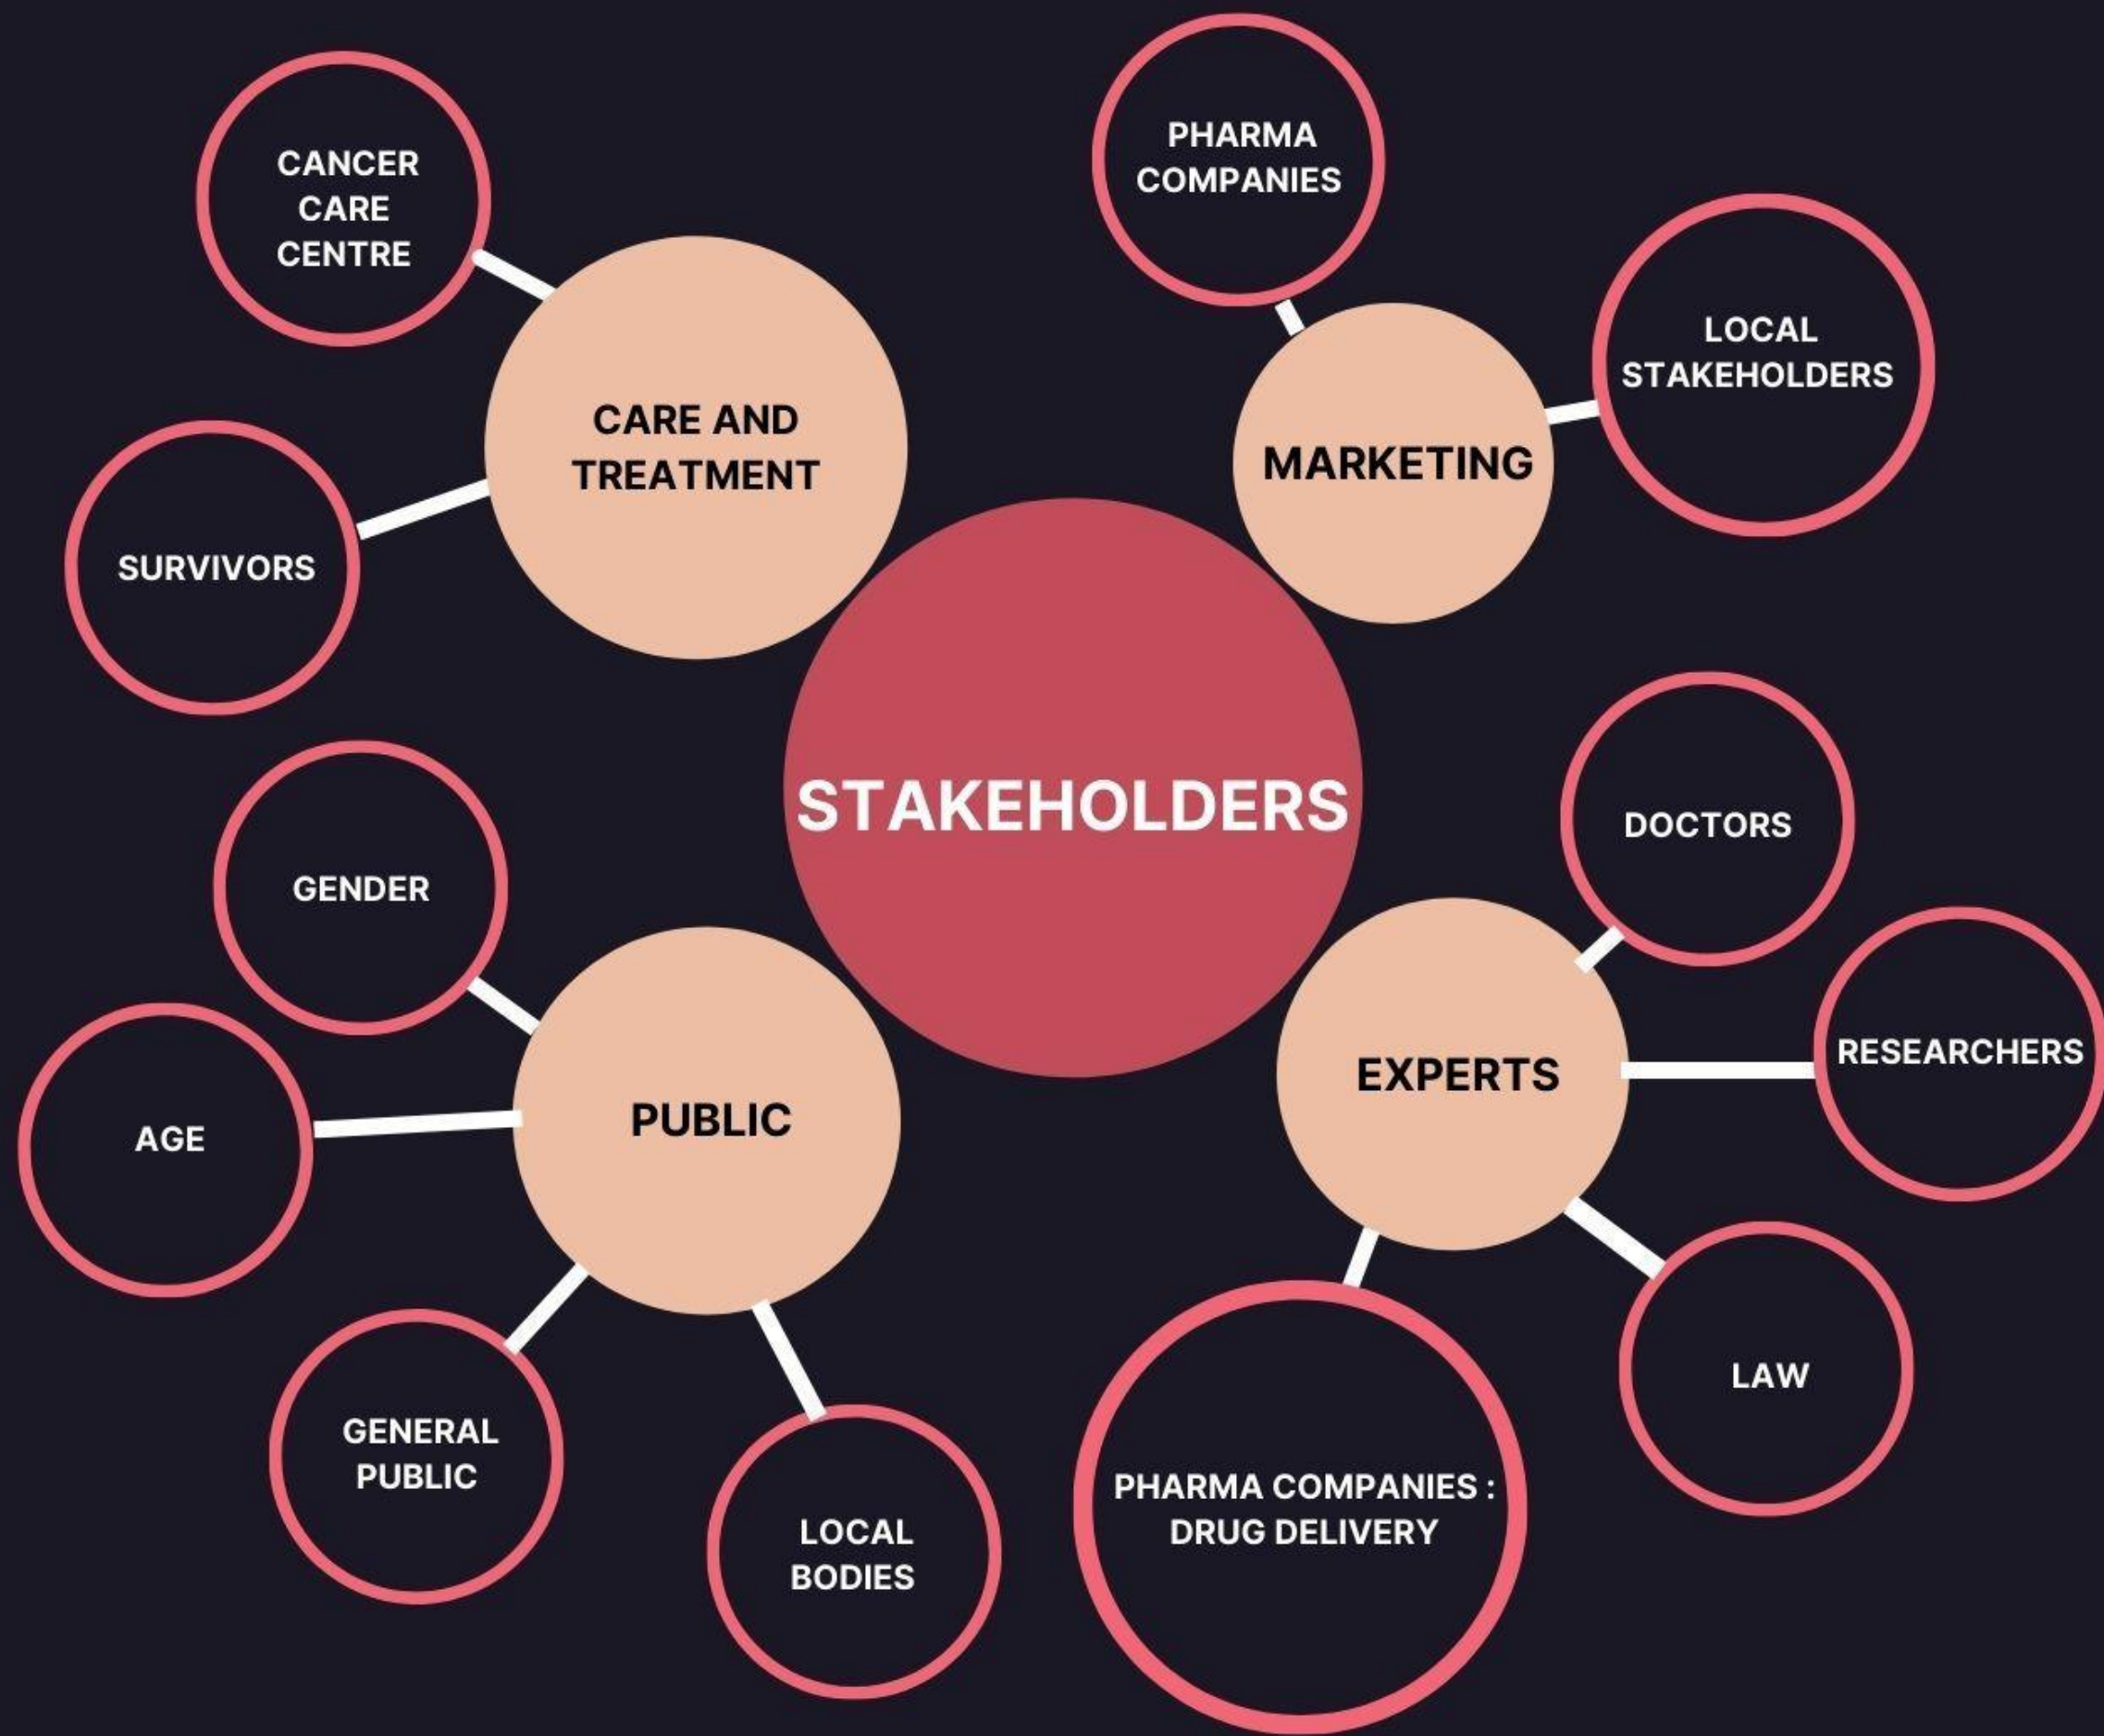 CANCER
CARE
CENTRE
CARE AND
TREATMENT
SURVIVORS
PHARMA
COMPANIES
LOCAL
STAKEHOLDERS
MARKETING
STAKEHOLDERS
GENDER
AGE
PUBLIC
GENERAL
PUBLIC
LOCAL
BODIES
DOCTORS
RESEARCHERS
EXPERTS
LAW
PHARMA COMPANIES :
DRUG DELIVERY